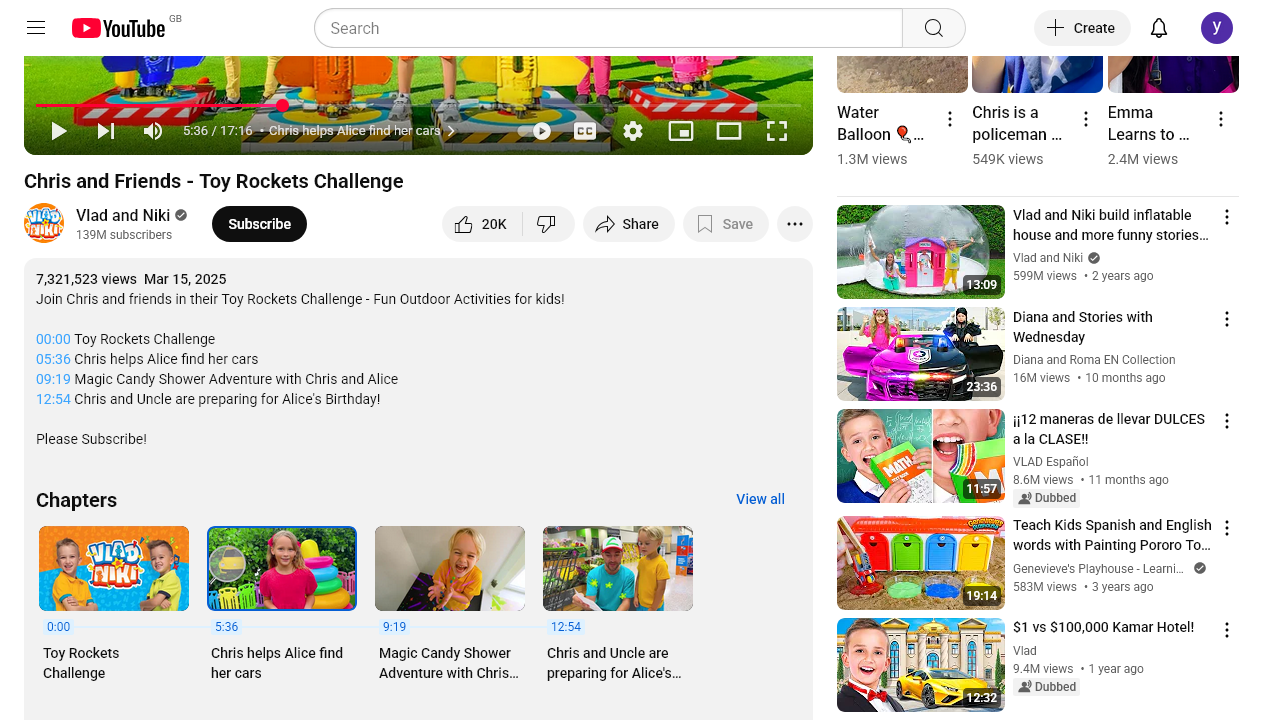 YouTube GB
Search
Create
y
5:36 / 17:16 • Chris helps Alice find her cars
CC
Chris and Friends - Toy Rockets Challenge
VLAD NIKI
Vlad and Niki
139M subscribers
Subscribe
20K
Share
Save
7,321,523 views Mar 15, 2025
Join Chris and friends in their Toy Rockets Challenge - Fun Outdoor Activities for kids!
00:00 Toy Rockets Challenge
05:36 Chris helps Alice find her cars
09:19 Magic Candy Shower Adventure with Chris and Alice
12:54 Chris and Uncle are preparing for Alice's Birthday!
Please Subscribe!
Chapters
View all
VLAD
NIKI
0:00
5:36
9:19
12:54
Toy Rockets
Challenge
Chris helps Alice find
her cars
Magic Candy Shower
Adventure with Chris...
Chris and Uncle are
preparing for Alice's...
Water
Balloon 🎈...
1.3M views
Chris is a
policeman ...
549K views
Emma
Learns to ...
2.4M views
13:09
Vlad and Niki build inflatable
house and more funny stories...
Vlad and Niki
599M views • 2 years ago
23:36
Diana and Stories with
Wednesday
Diana and Roma EN Collection
16M views • 10 months ago
MATH
11:57
¡¡12 maneras de llevar DULCES
a la CLASE!!
VLAD Español
8.6M views • 11 months ago
Dubbed
19:14
Teach Kids Spanish and English
words with Painting Pororo To...
Genevieve's Playhouse - Learni...
583M views • 3 years ago
12:32
$1 vs $100,000 Kamar Hotel!
Vlad
9.4M views • 1 year ago
Dubbed